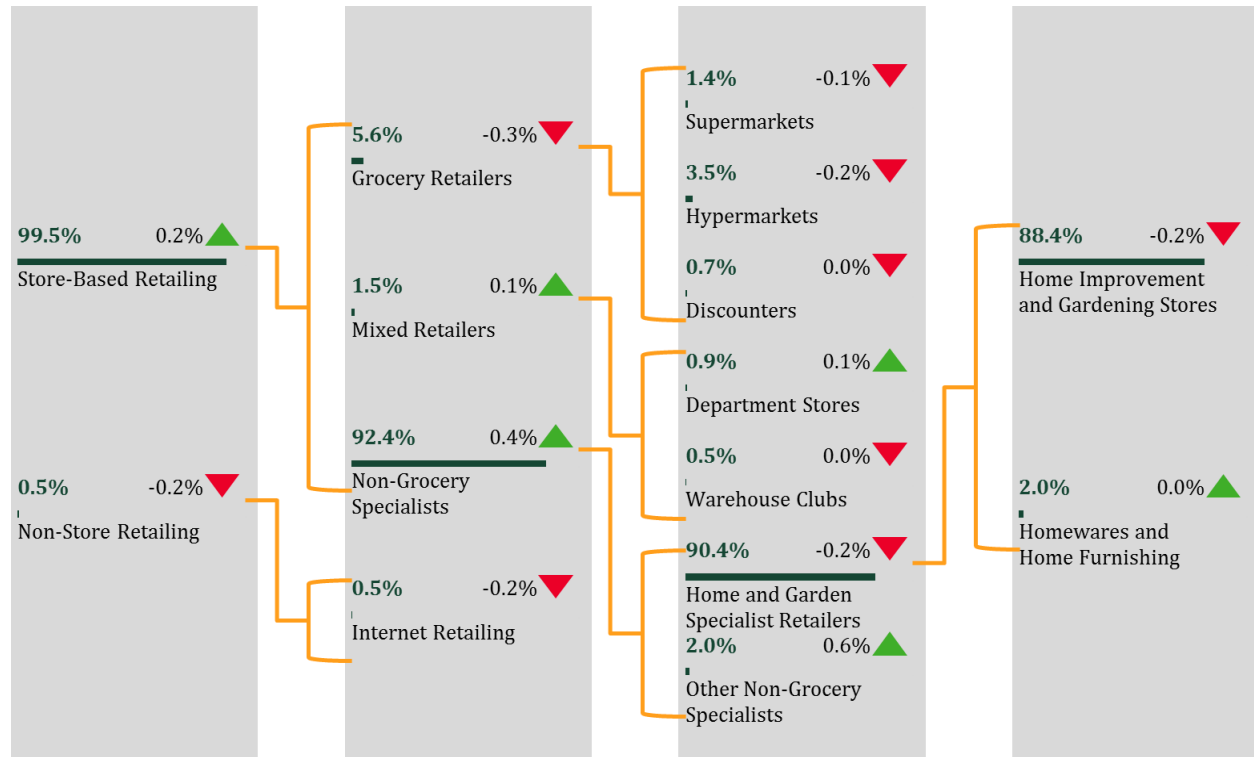 99.5% 0.2%
Store-Based Retailing
0.5% -0.2%
Non-Store Retailing
5.6% -0.3%
Grocery Retailers
1.5% 0.1%
Mixed Retailers
92.4% 0.4%
Non-Grocery
Specialists
0.5% -0.2%
Internet Retailing
1.4% -0.1%
Supermarkets
3.5% -0.2%
Hypermarkets
0.7% 0.0%
Discounters
0.9% 0.1%
Department Stores
0.5% 0.0%
Warehouse Clubs
90.4% -0.2%
Home and Garden
Specialist Retailers
2.0% 0.6%
Other Non-Grocery
Specialists
88.4% -0.2%
Home Improvement
and Gardening Stores
2.0% 0.0%
Homewares and
Home Furnishing